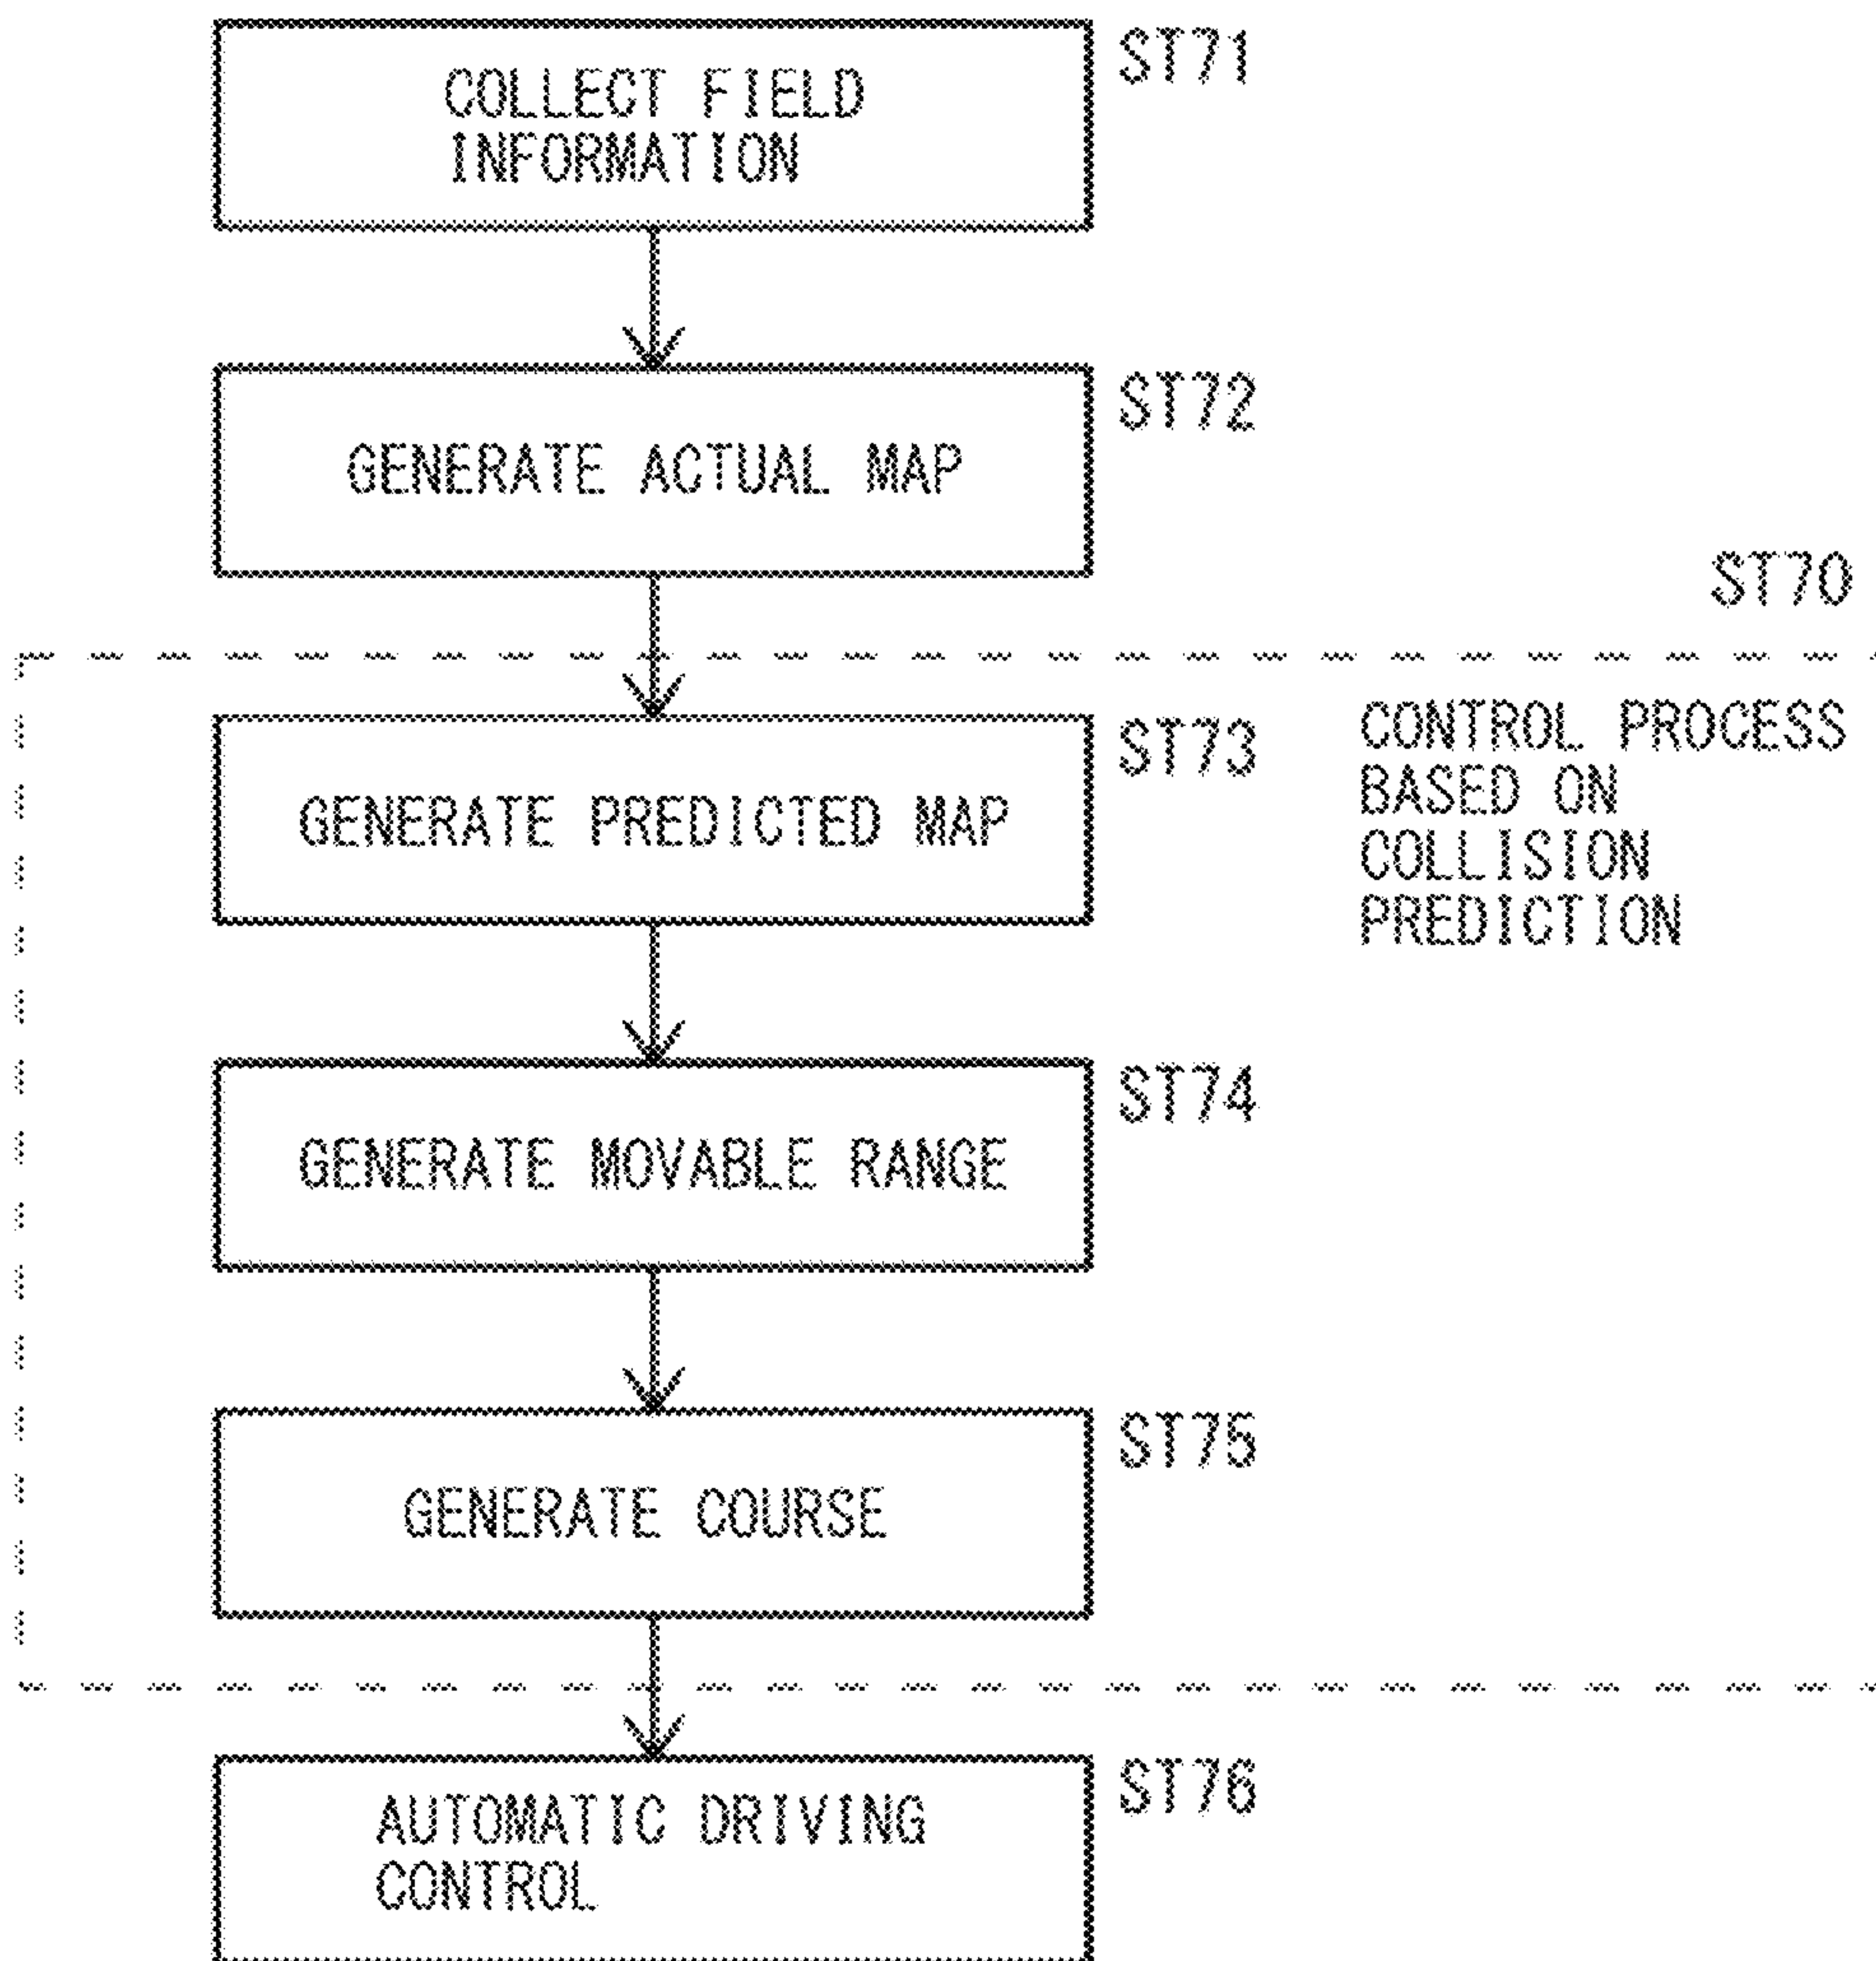 COLLECT FIELD
INFORMATION
ST71
GENERATE ACTUAL MAP
ST72
ST70
GENERATE PREDICTED MAP
ST73
CONTROL PROCESS
BASED ON
COLLISION
PREDICTION
GENERATE MOVABLE RANGE
ST74
GENERATE COURSE
ST75
AUTOMATIC DRIVING
CONTROL
ST76